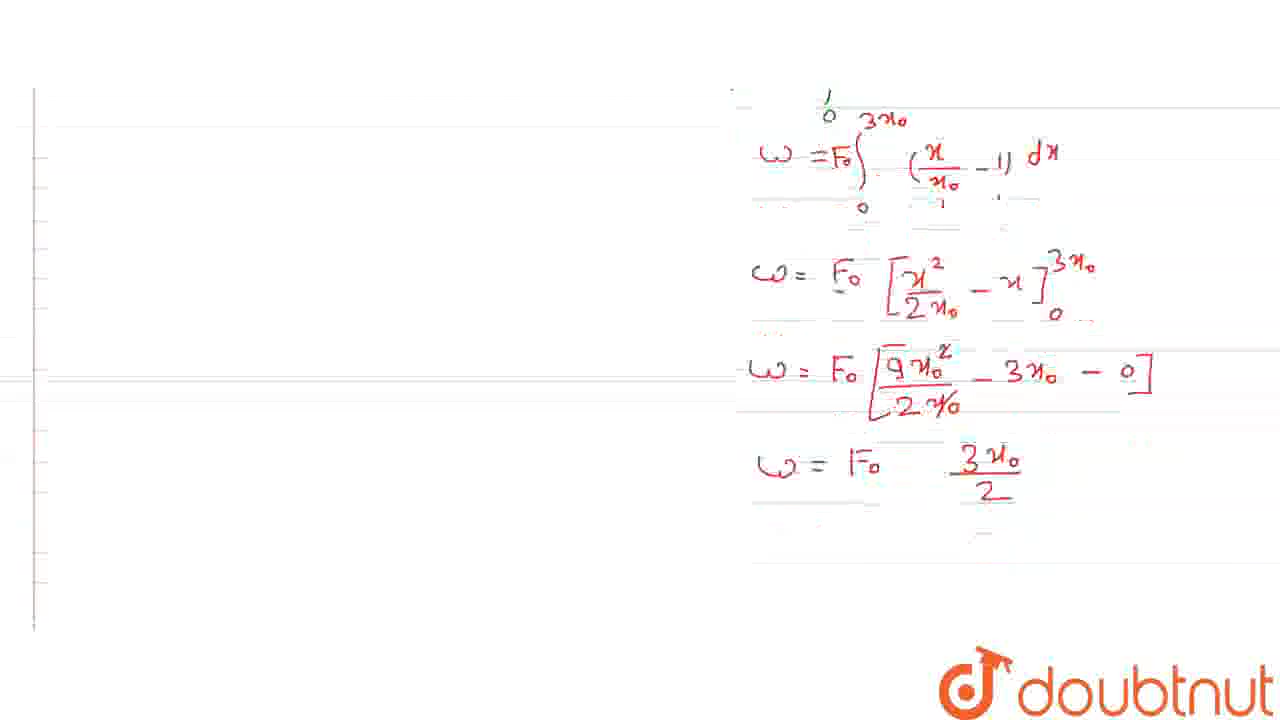 0
W = F₀ ∫₀^{3x₀} (x/x₀ - 1) dx
W = F₀ [x²/2x₀ - x]₀^{3x₀}
W = F₀ [9x₀²/2x₀ - 3x₀ - 0]
W = F₀ 3x₀/2
doubtnut